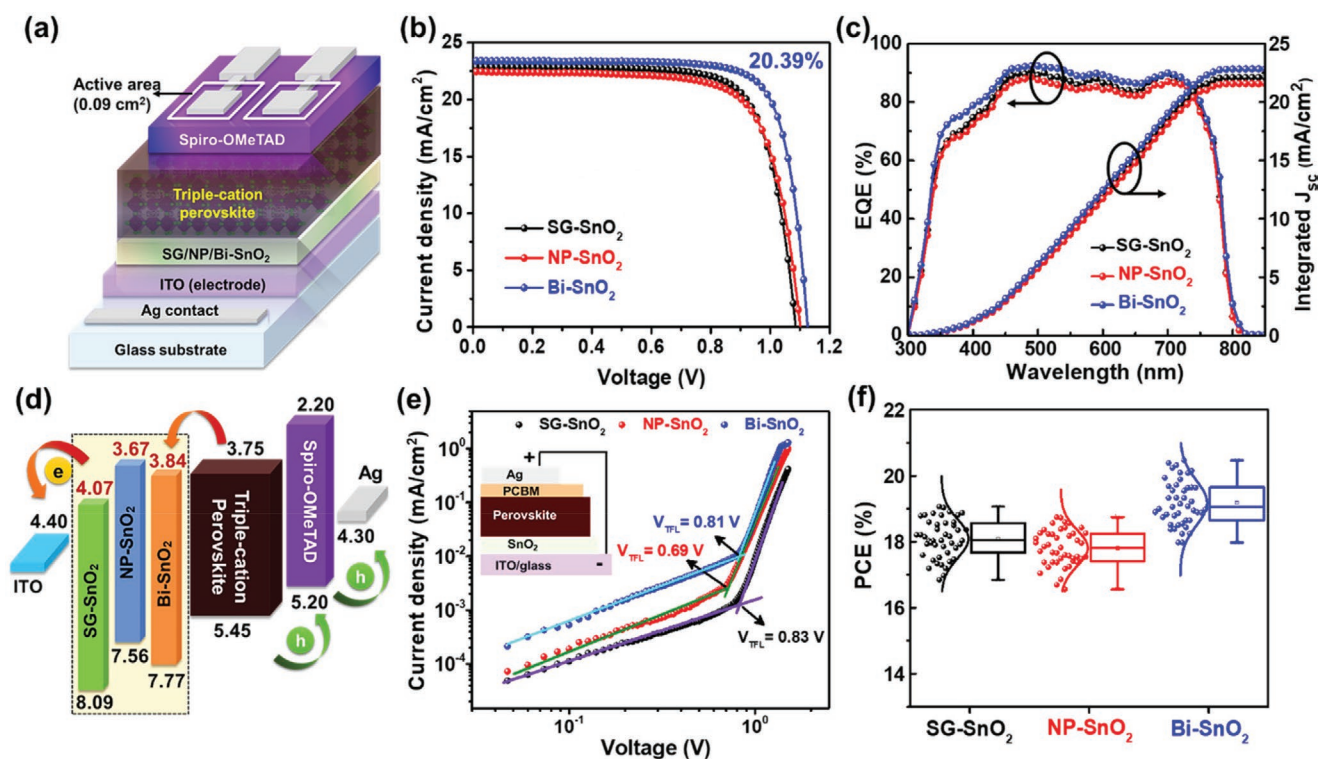 (a)
Active area
(0.09 cm²)
Spiro-OMeTAD
Triple-cation
perovskite
SG/NP/Bi-SnO₂
ITO (electrode)
Ag contact
Glass substrate
(b)
25
20
15
10
5
0
Current density (mA/cm²)
20.39%
SG-SnO₂
NP-SnO₂
Bi-SnO₂
0.0 0.2 0.4 0.6 0.8 1.0 1.2
Voltage (V)
(c)
100
80
60
40
20
0
EQE (%)
SG-SnO₂
NP-SnO₂
Bi-SnO₂
25
20
15
10
5
0
Integrated J_SC (mA/cm²)
300 400 500 600 700 800
Wavelength (nm)
(d)
e
4.40
ITO
4.07
SG-SnO₂
8.09
3.67
NP-SnO₂
7.56
3.84
Bi-SnO₂
7.77
3.75
Triple-cation
Perovskite
5.45
2.20
Spiro-OMeTAD
5.20
Ag
4.30
h
h
(e)
SG-SnO₂ NP-SnO₂ Bi-SnO₂
10⁰
10⁻¹
10⁻²
10⁻³
10⁻⁴
Current density (mA/cm²)
+
Ag
PCBM
Perovskite
SnO₂
ITO/glass -
V_TFL = 0.81 V
V_TFL = 0.69 V
V_TFL = 0.83 V
10⁻¹ 10⁰
Voltage (V)
(f)
22
20
18
16
14
PCE (%)
SG-SnO₂ NP-SnO₂ Bi-SnO₂